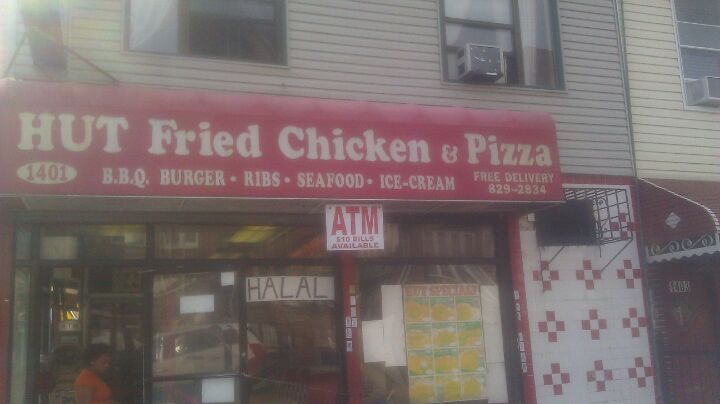 HUT Fried Chicken & Pizza
1401
B.B.Q. BURGER • RIBS • SEAFOOD • ICE-CREAM
FREE DELIVERY
829-2834
ATM
$10 BILLS
AVAILABLE
HALAL
HUT SPECIALS
1403